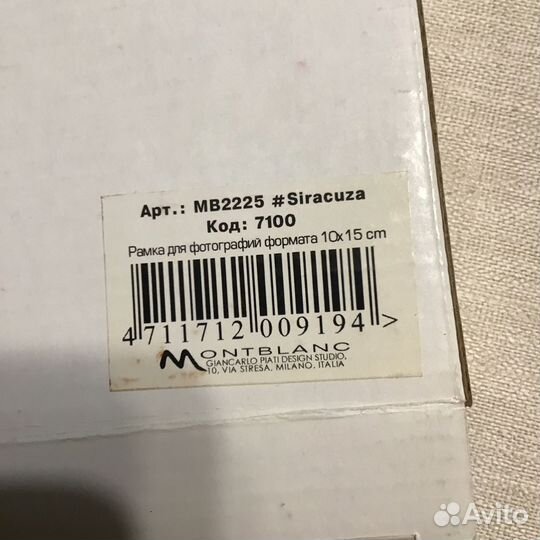 Арт.: MB2225 #Siracuza
Код: 7100
Рамка для фотографий формата 10x15 cm
4 711712 009194 >
MONTBLANC
GIANCARLO PIATI DESIGN STUDIO,
10, VIA STRESA, MILANO, ITALIA
Avito